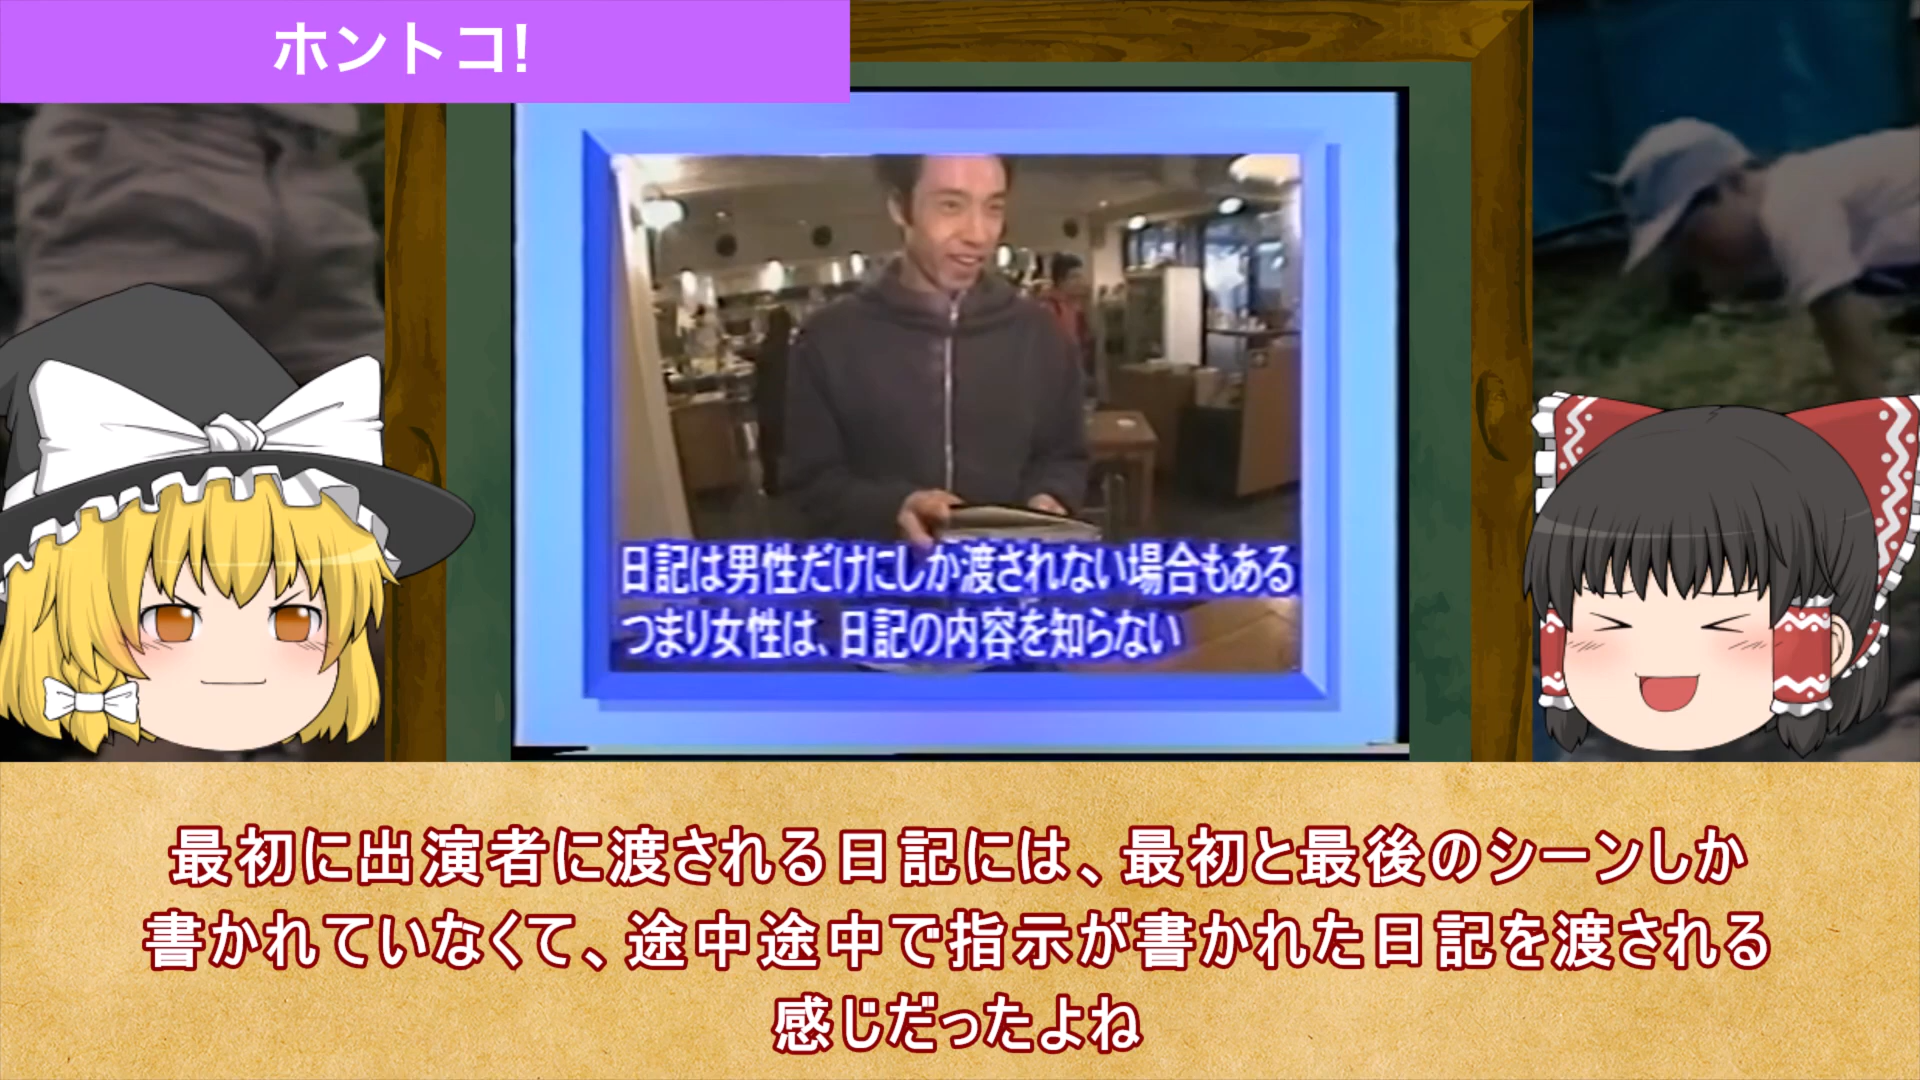 ホントコ!
日記は男性だけにしか渡されない場合もある
つまり女性は、日記の内容を知らない
最初に出演者に渡される日記には、最初と最後のシーンしか
書かれていなくて、途中途中で指示が書かれた日記を渡される
感じだったよね